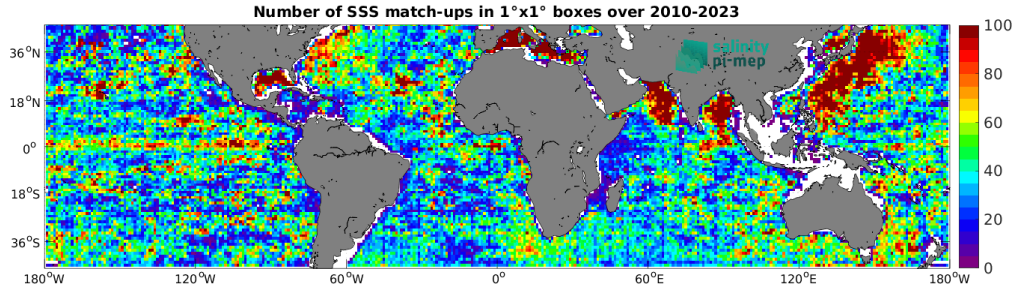 Number of SSS match-ups in 1°x1° boxes over 2010-2023
salinity
pi-mep
36°N
18°N
0°
18°S
36°S
180°W
120°W
60°W
0°
60°E
120°E
180°W
100
80
60
40
20
0